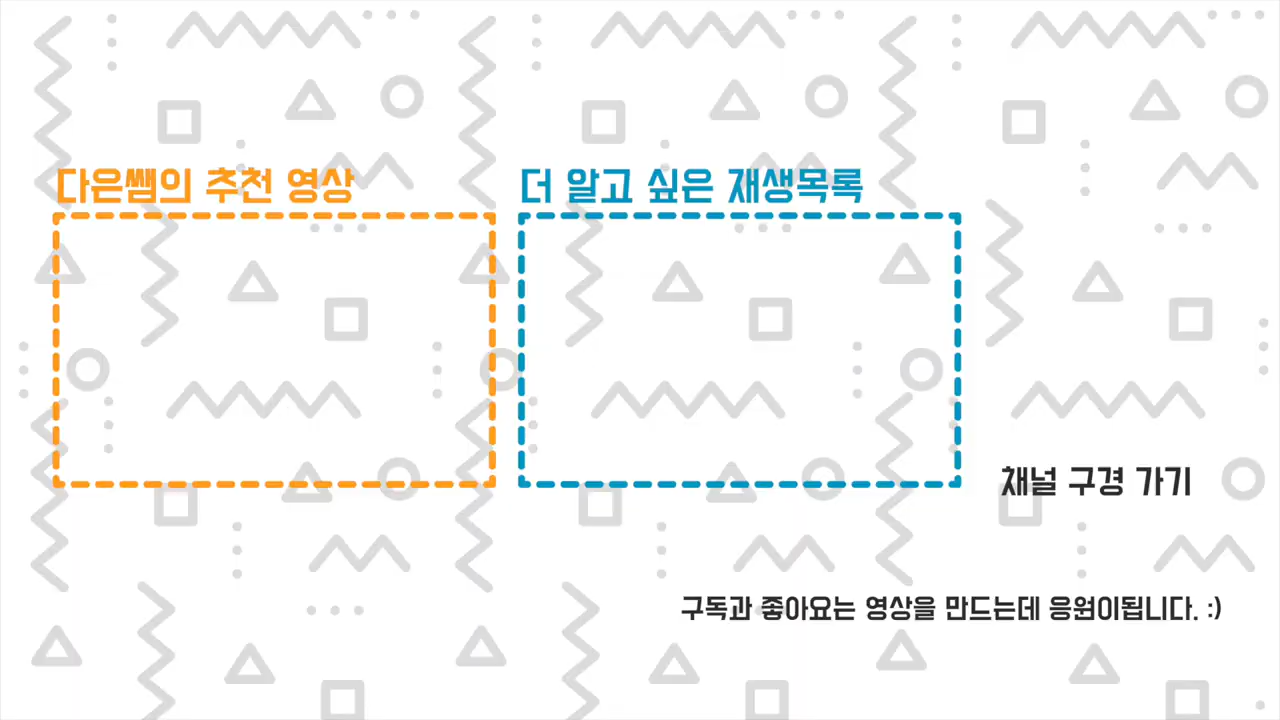 다은쌤의 추천 영상
더 알고 싶은 재생목록
채널 구경 가기
구독과 좋아요는 영상을 만드는데 응원이됩니다. :)